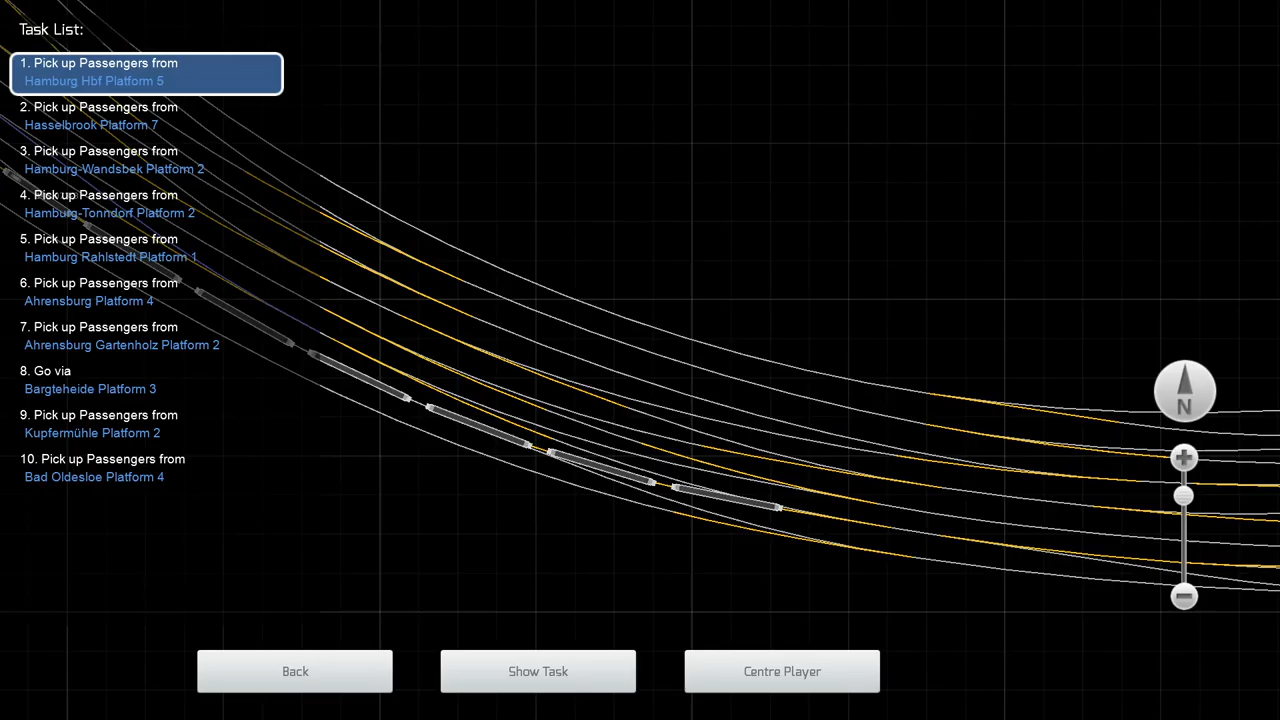 Task List:
1. Pick up Passengers from
Hamburg Hbf Platform 5
2. Pick up Passengers from
Hasselbrook Platform 7
3. Pick up Passengers from
Hamburg-Wandsbek Platform 2
4. Pick up Passengers from
Hamburg-Tonndorf Platform 2
5. Pick up Passengers from
Hamburg Rahlstedt Platform 1
6. Pick up Passengers from
Ahrensburg Platform 4
7. Pick up Passengers from
Ahrensburg Gartenholz Platform 2
8. Go via
Bargteheide Platform 3
9. Pick up Passengers from
Kupfermühle Platform 2
10. Pick up Passengers from
Bad Oldesloe Platform 4
N
Back
Show Task
Centre Player